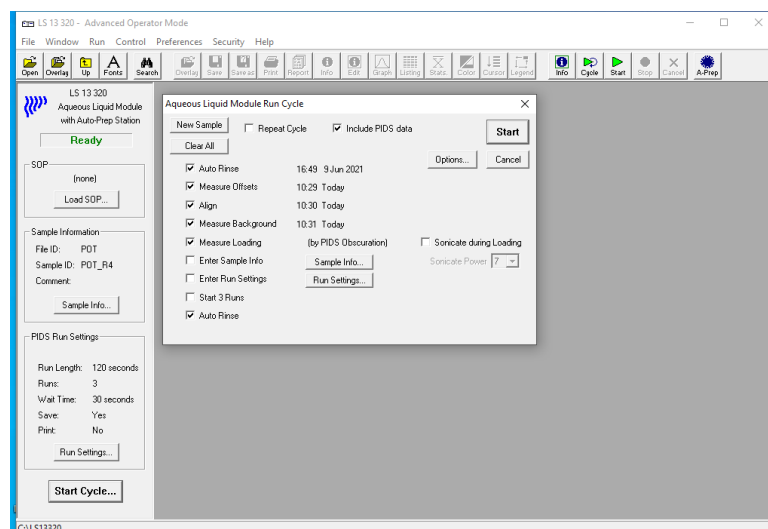 LS 13 320 - Advanced Operator Mode
File Window Run Control Preferences Security Help
Open Overlay Up Fonts Search Overlay Save Save as Print Report Info Edit Graph Listing Stats. Color Cursor Legend Info Cycle Start Stop Cancel A-Prep
LS 13 320
Aqueous Liquid Module
with Auto-Prep Station
Ready
SOP
(none)
Load SOP...
Sample Information
File ID: POT
Sample ID: POT_R4
Comment:
Sample Info...
PIDS Run Settings
Run Length: 120 seconds
Runs: 3
Wait Time: 30 seconds
Save: Yes
Print: No
Run Settings...
Start Cycle...
Aqueous Liquid Module Run Cycle
New Sample Repeat Cycle Include PIDS data Start
Clear All
Options... Cancel
Auto Rinse 16:49 9 Jun 2021
Measure Offsets 10:29 Today
Align 10:30 Today
Measure Background 10:31 Today
Measure Loading (by PIDS Obscuration) Sonicate during Loading
Enter Sample Info Sample Info... Sonicate Power 7
Enter Run Settings Run Settings...
Start 3 Runs
Auto Rinse
C:\LS13320